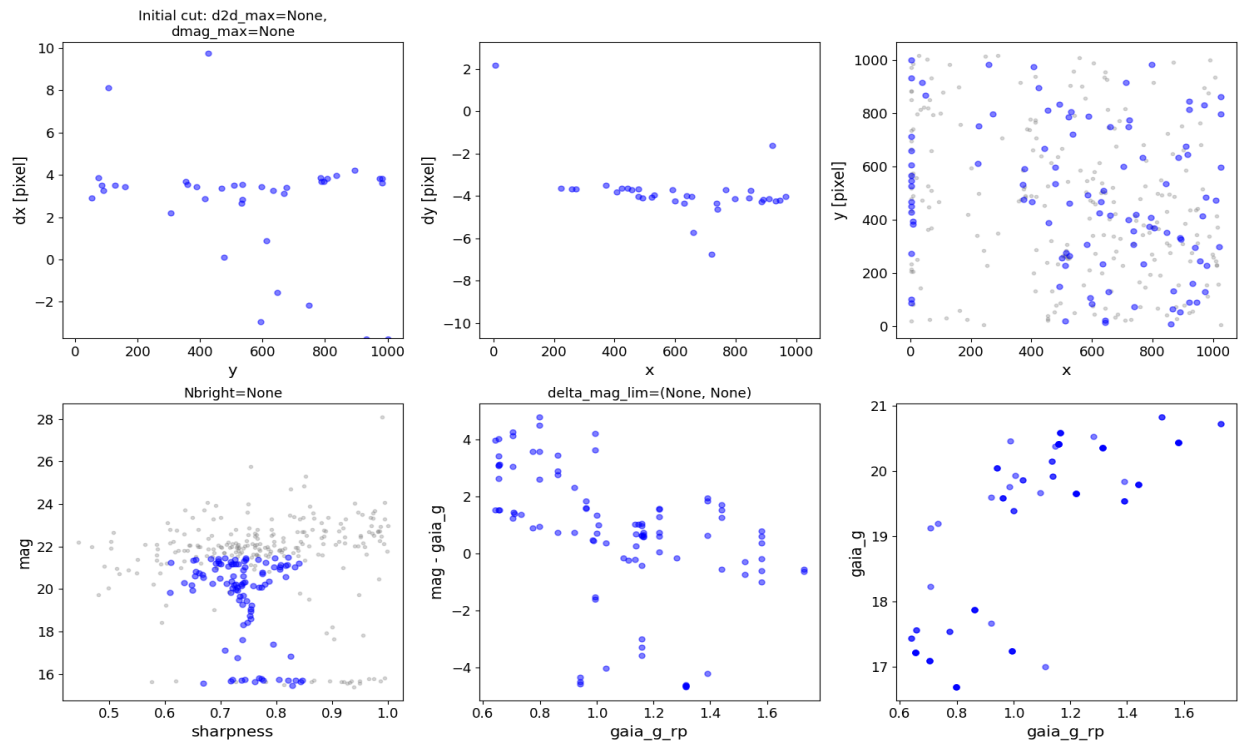 Initial cut: d2d_max=None,
dmag_max=None
10
8
6
4
2
0
−2
dx [pixel]
0 200 400 600 800 1000
y
2
0
−2
−4
−6
−8
−10
dy [pixel]
0 200 400 600 800 1000
x
1000
800
600
400
200
0
y [pixel]
0 200 400 600 800 1000
x
Nbright=None
28
26
24
22
20
18
16
mag
0.5 0.6 0.7 0.8 0.9 1.0
sharpness
delta_mag_lim=(None, None)
4
2
0
−2
−4
mag - gaia_g
0.6 0.8 1.0 1.2 1.4 1.6
gaia_g_rp
21
20
19
18
17
gaia_g
0.6 0.8 1.0 1.2 1.4 1.6
gaia_g_rp